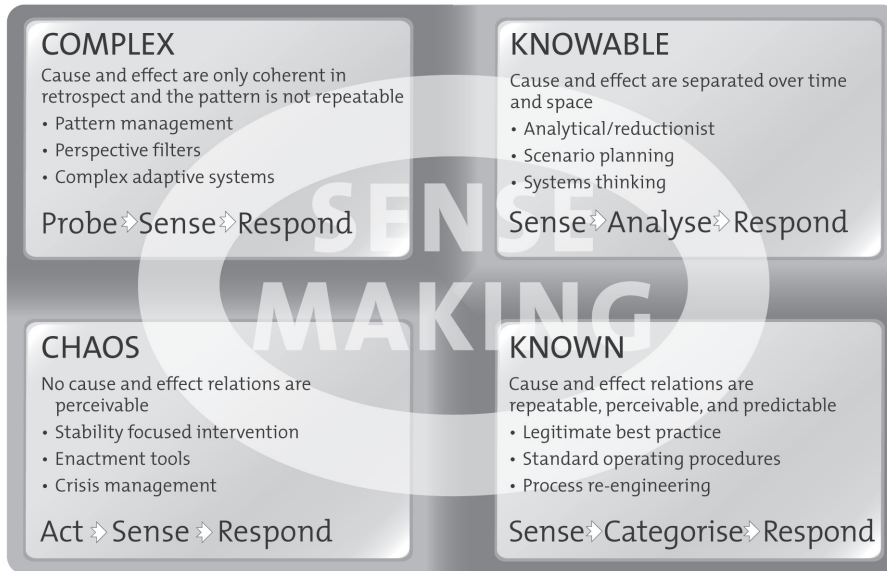 COMPLEX
Cause and effect are only coherent in
retrospect and the pattern is not repeatable
• Pattern management
• Perspective filters
• Complex adaptive systems
Probe Sense Respond
KNOWABLE
Cause and effect are separated over time
and space
• Analytical/reductionist
• Scenario planning
• Systems thinking
Sense Analyse Respond
SENSE
MAKING
CHAOS
No cause and effect relations are
perceivable
• Stability focused intervention
• Enactment tools
• Crisis management
Act Sense Respond
KNOWN
Cause and effect relations are
repeatable, perceivable, and predictable
• Legitimate best practice
• Standard operating procedures
• Process re-engineering
Sense Categorise Respond